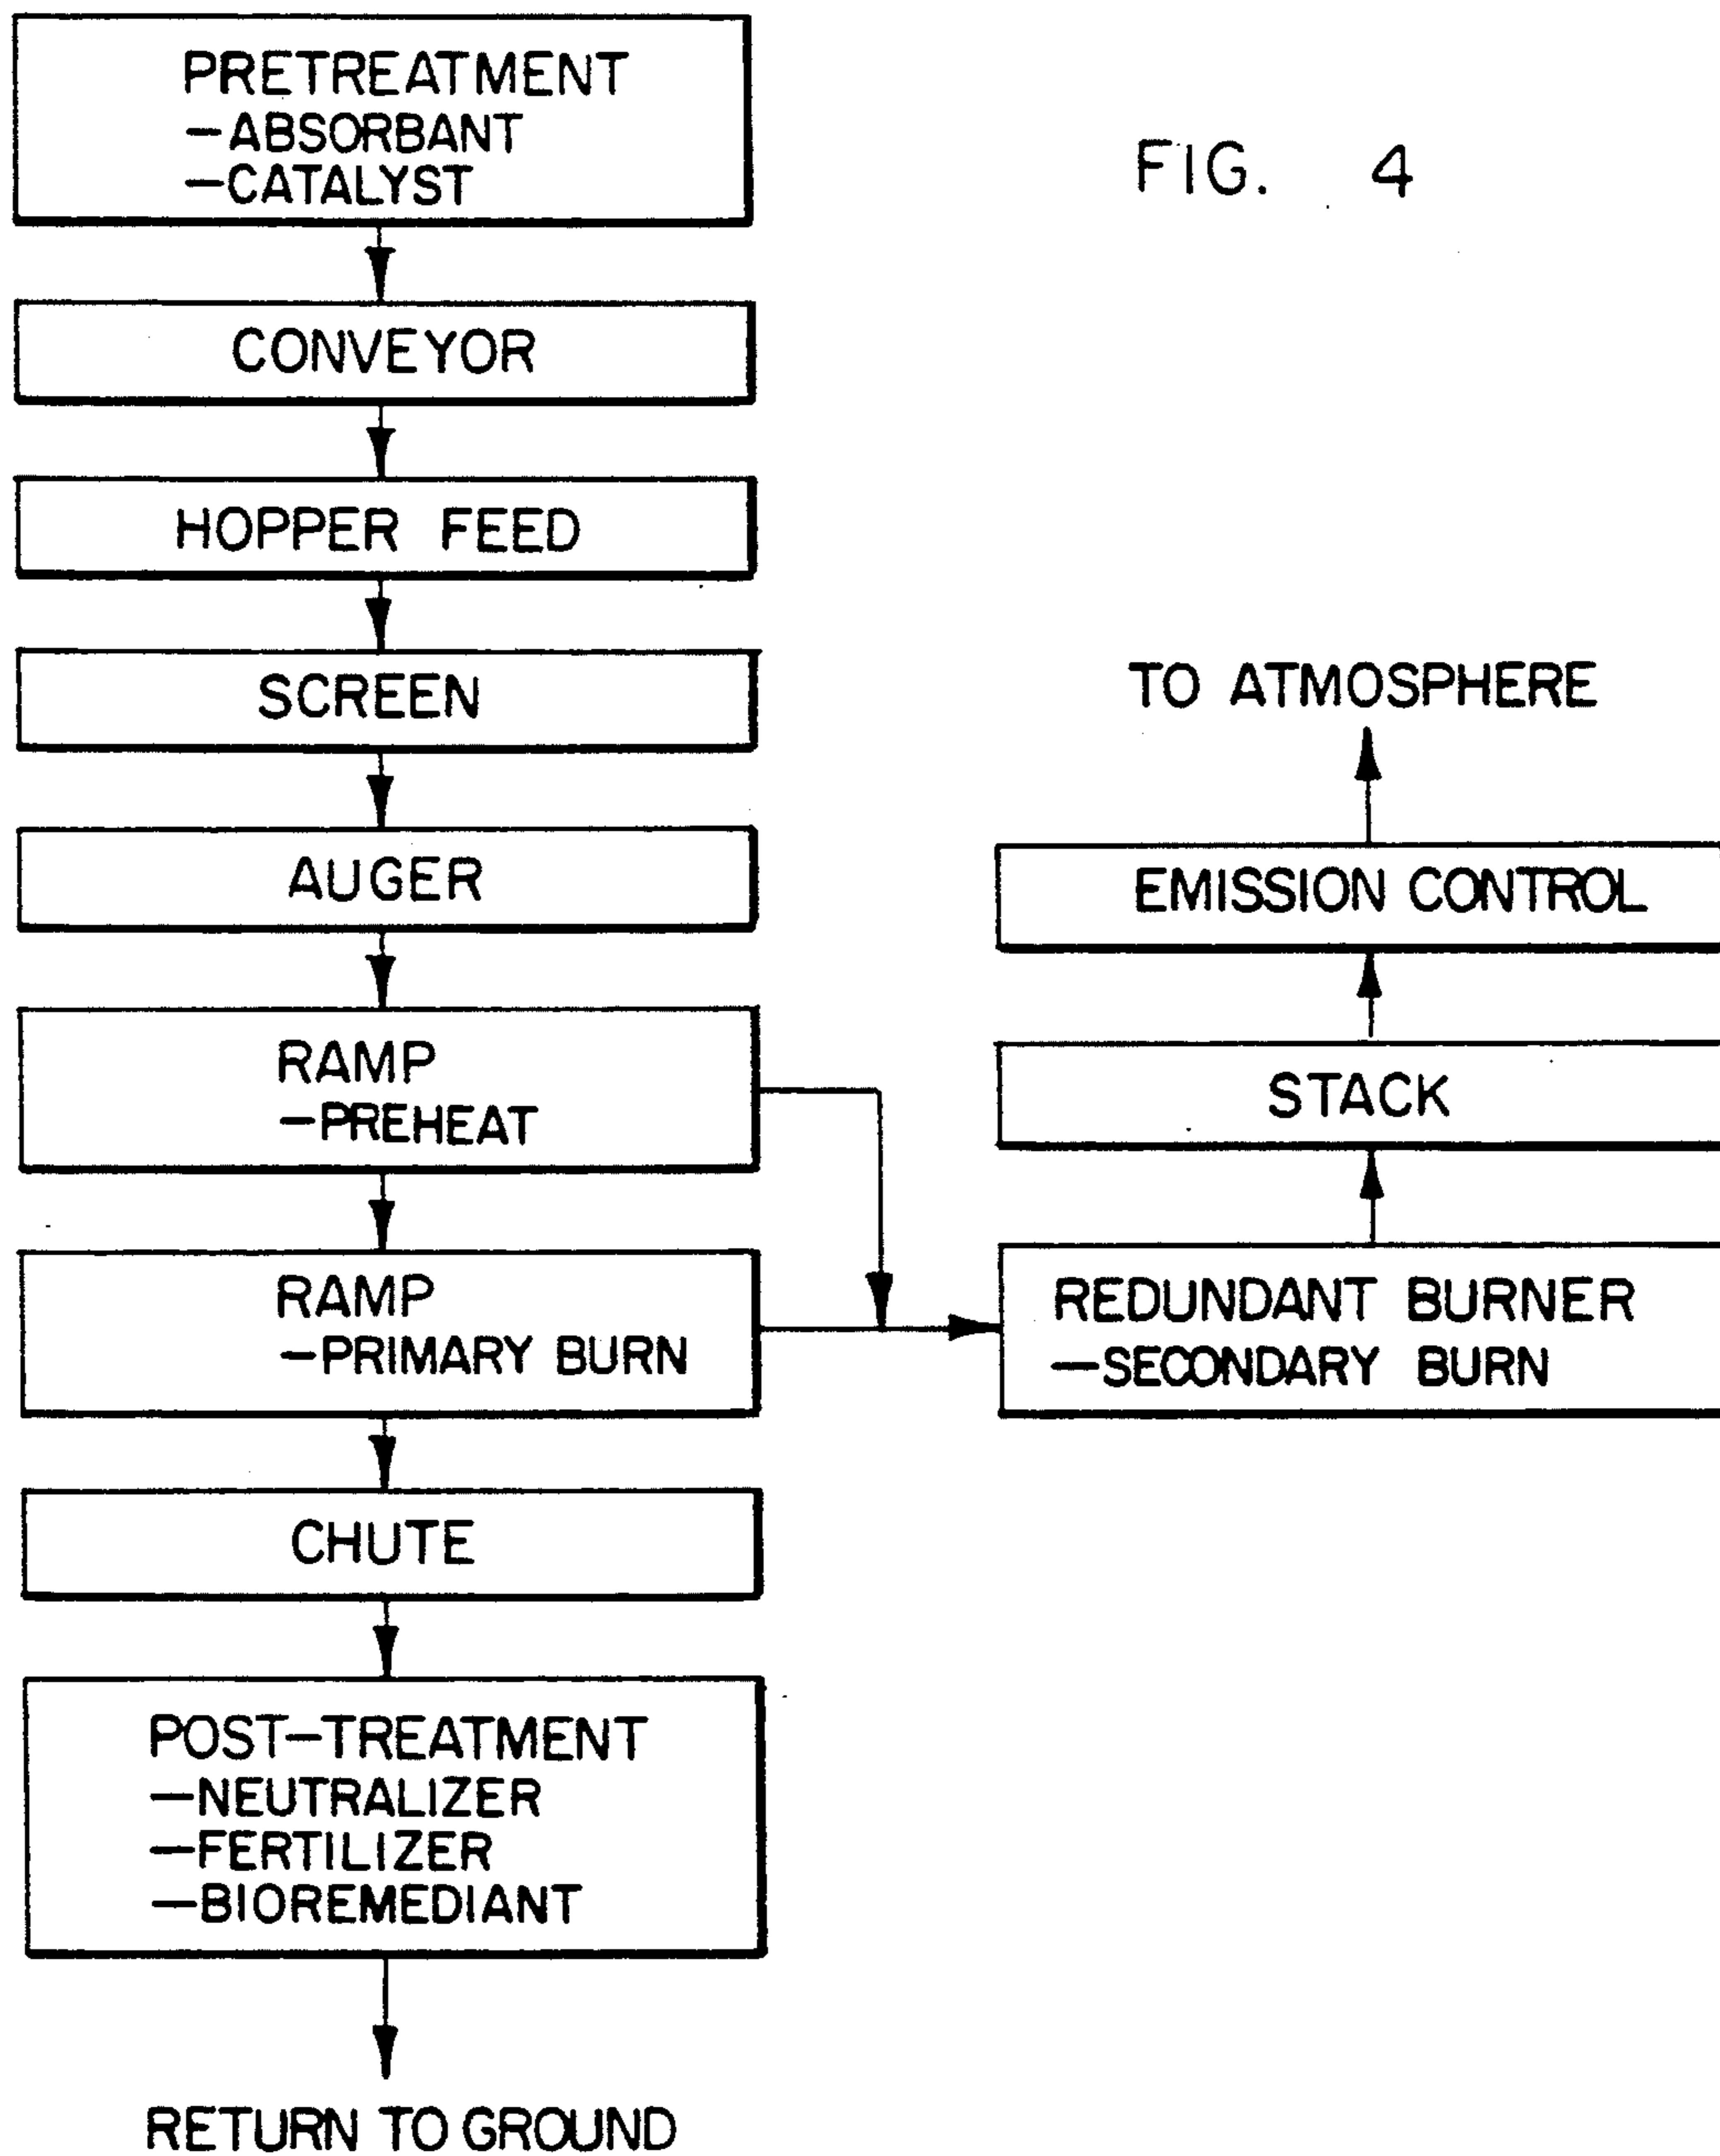 PRETREATMENT
-ABSORBANT
-CATALYST
FIG. 4
CONVEYOR
HOPPER FEED
SCREEN
AUGER
RAMP
-PREHEAT
RAMP
-PRIMARY BURN
CHUTE
POST-TREATMENT
-NEUTRALIZER
-FERTILIZER
-BIOREMEDIANT
RETURN TO GROUND
TO ATMOSPHERE
EMISSION CONTROL
STACK
REDUNDANT BURNER
-SECONDARY BURN